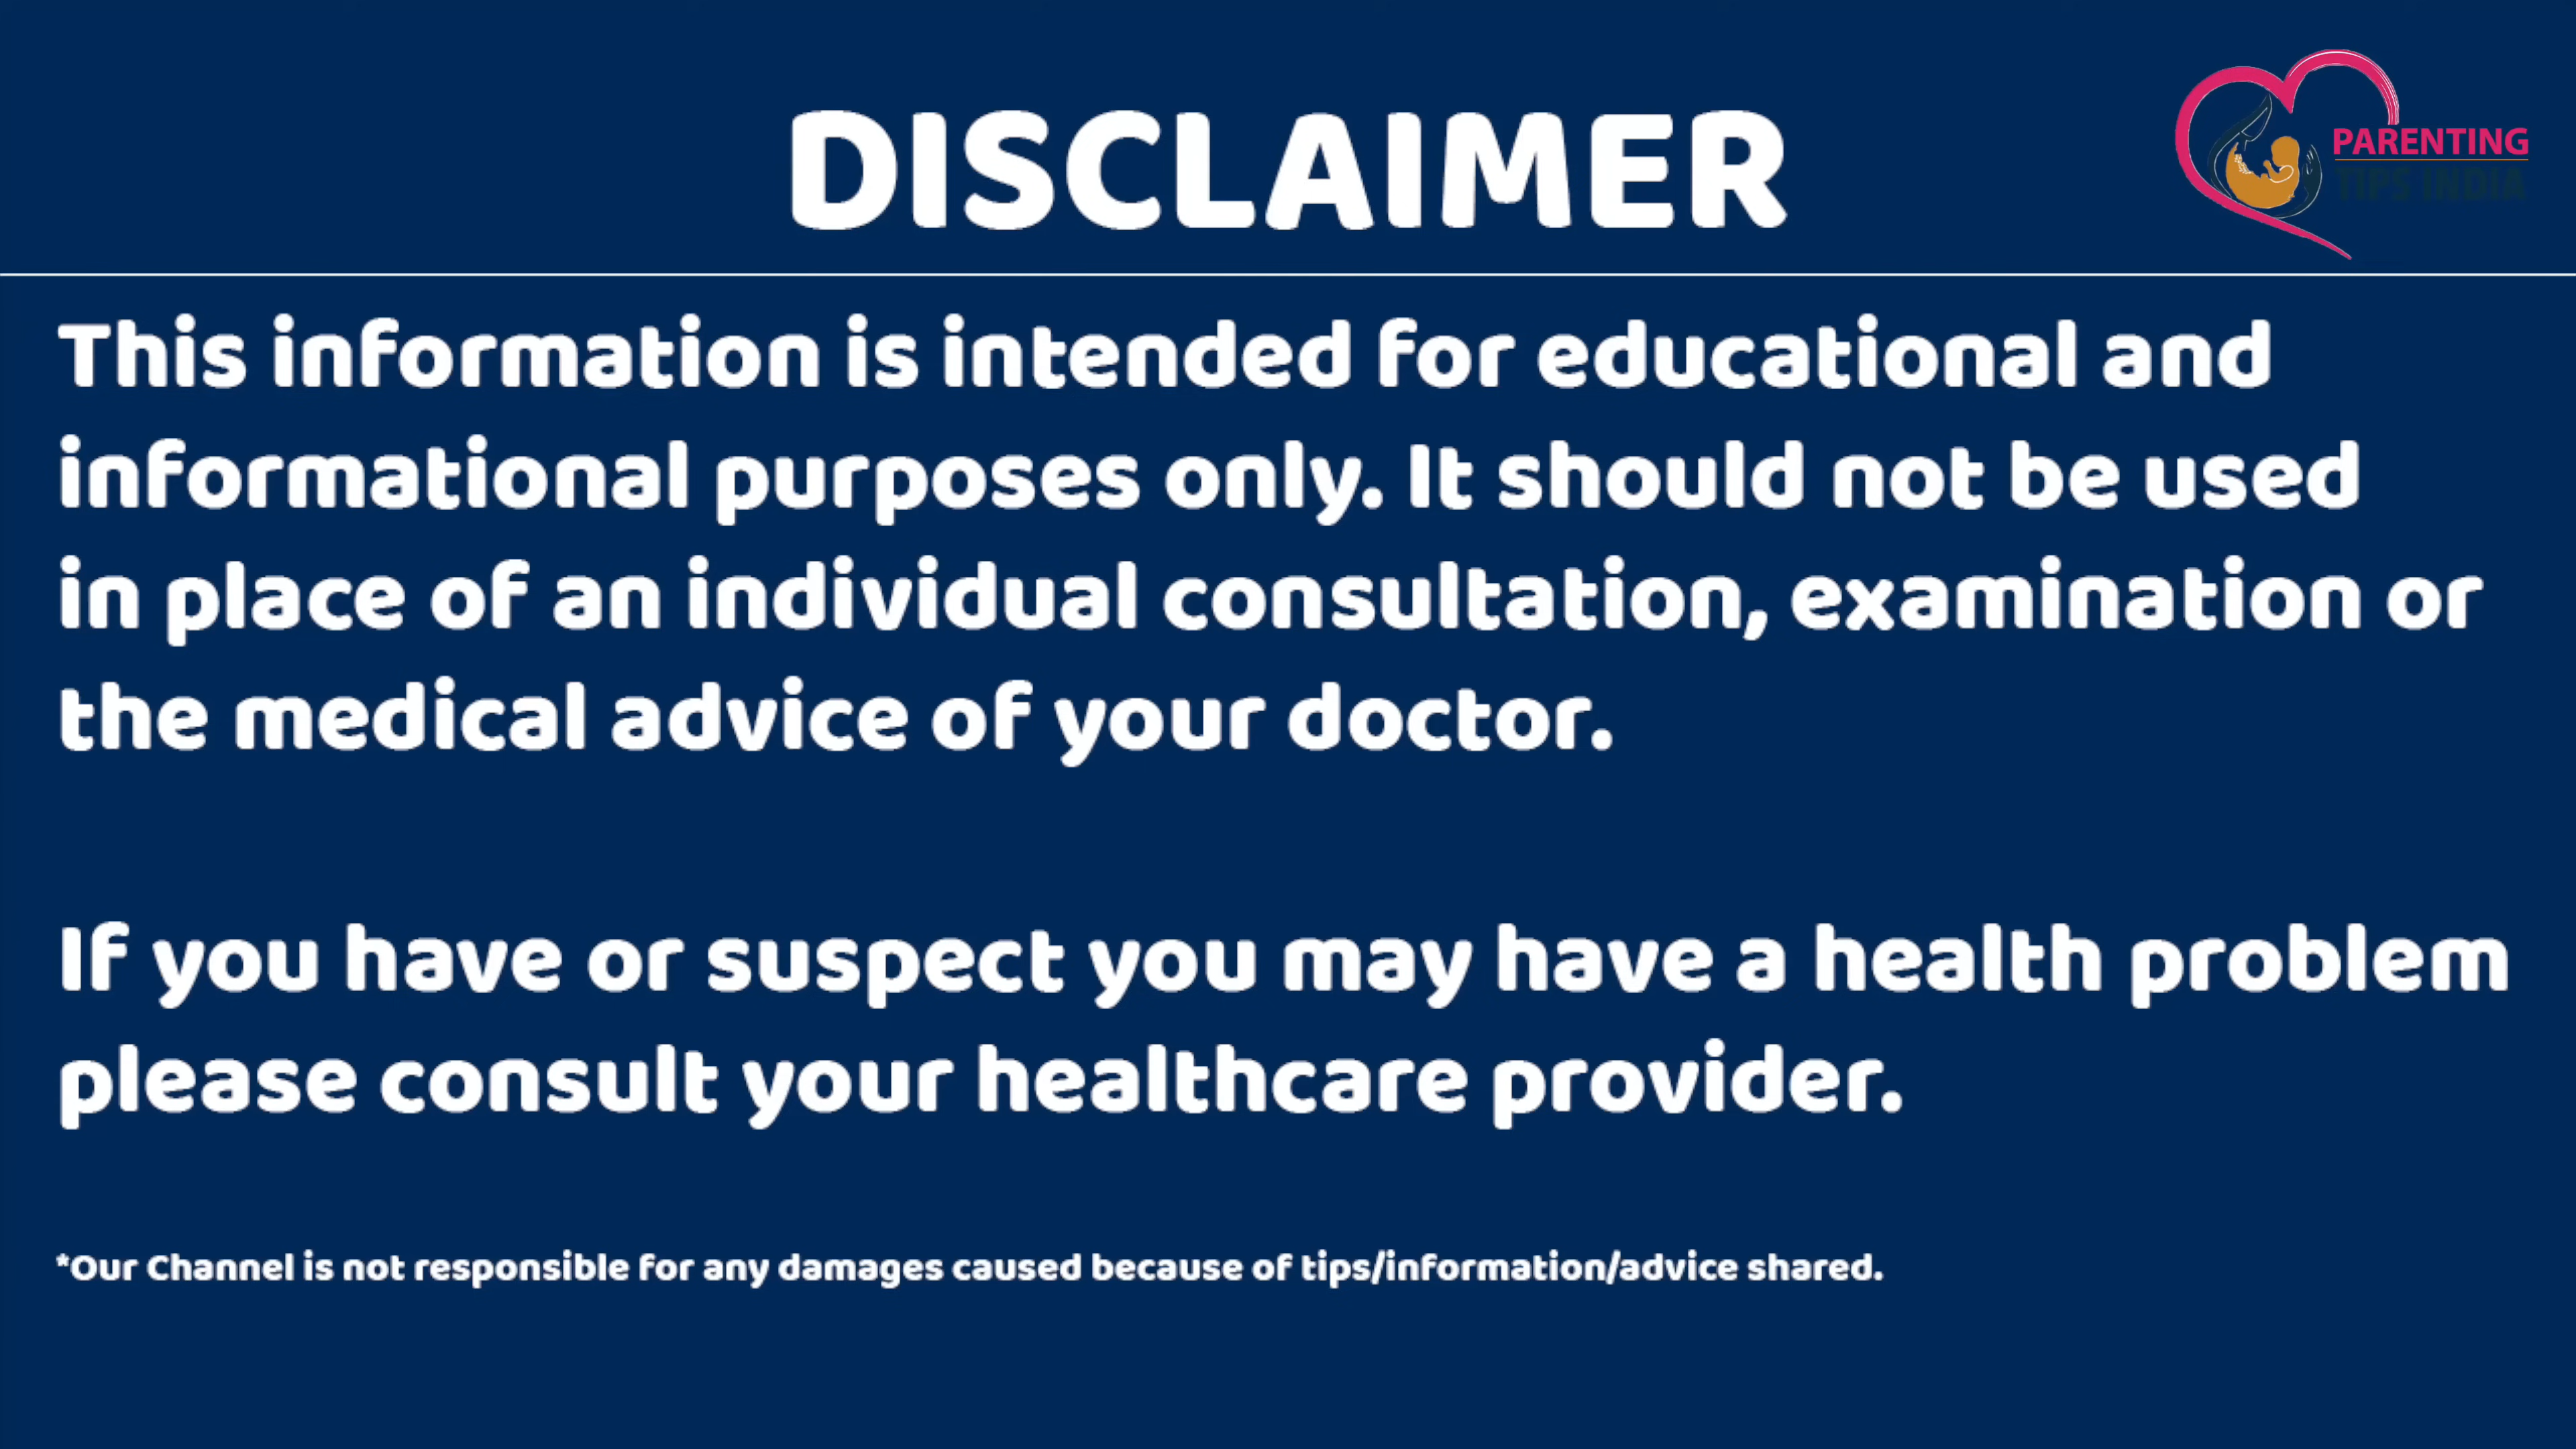 DISCLAIMER
PARENTING
TIPS INDIA
This information is intended for educational and
informational purposes only. It should not be used
in place of an individual consultation, examination or
the medical advice of your doctor.
If you have or suspect you may have a health problem
please consult your healthcare provider.
*Our Channel is not responsible for any damages caused because of tips/information/advice shared.